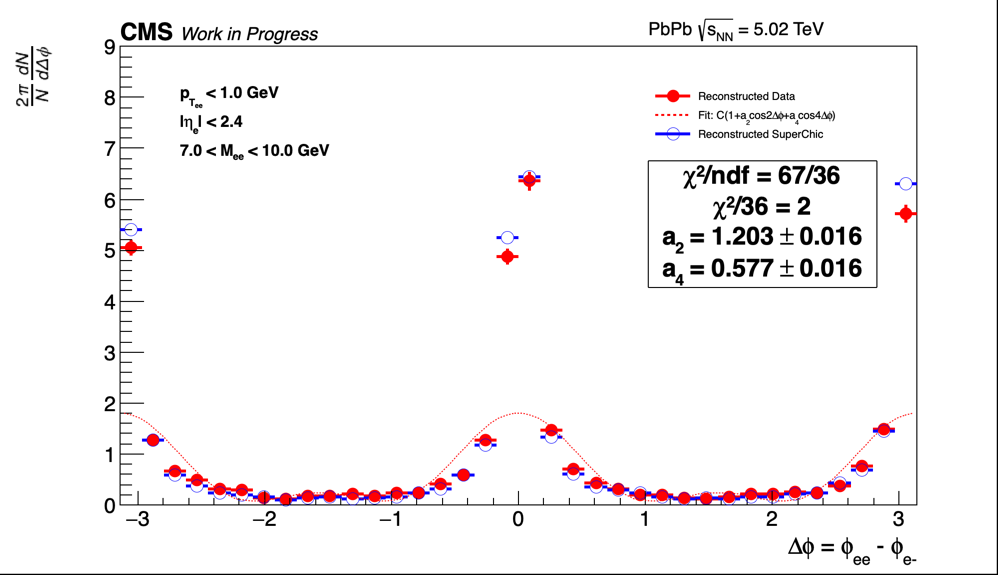 CMS Work in Progress
PbPb √sNN = 5.02 TeV
2π dN
N dΔϕ
pTee < 1.0 GeV
|ηe| < 2.4
7.0 < Mee < 10.0 GeV
Reconstructed Data
Fit: C(1+a2cos2Δϕ+a4cos4Δϕ)
Reconstructed SuperChic
χ²/ndf = 67/36
χ²/36 = 2
a2 = 1.203 ± 0.016
a4 = 0.577 ± 0.016
9
8
7
6
5
4
3
2
1
0
−3 −2 −1 0 1 2 3
Δϕ = ϕee - ϕe-